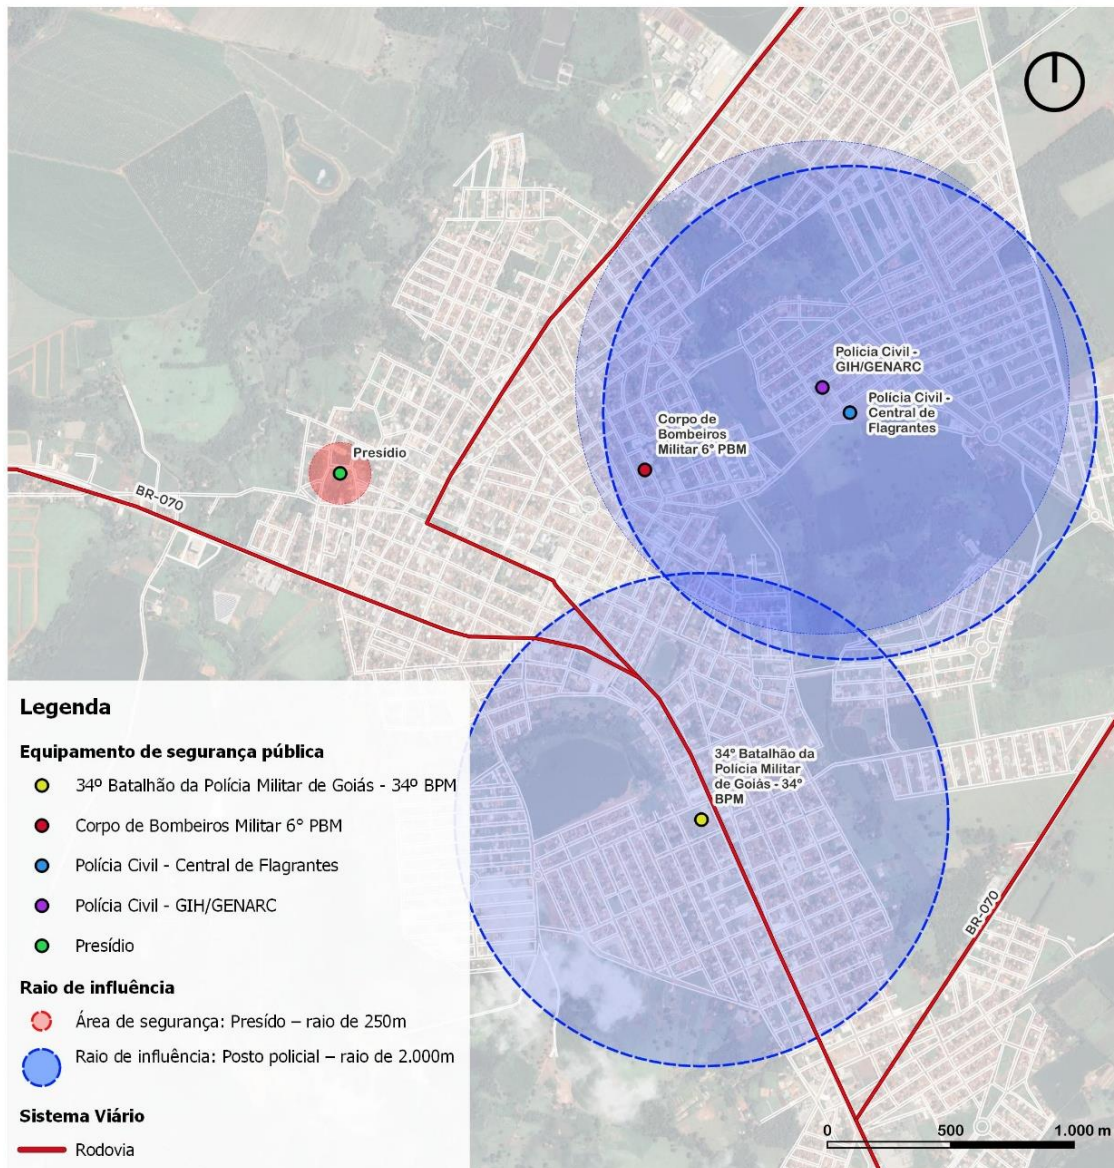 Polícia Civil -
GIH/GENARC
Polícia Civil -
Central de
Flagrantes
Corpo de
Bombeiros
Militar 6° PBM
Presídio
BR-070
34º Batalhão da
Polícia Militar
de Goiás - 34º
BPM
BR-070
Legenda
Equipamento de segurança pública
34º Batalhão da Polícia Militar de Goiás - 34º BPM
Corpo de Bombeiros Militar 6° PBM
Polícia Civil - Central de Flagrantes
Polícia Civil - GIH/GENARC
Presídio
Raio de influência
Área de segurança: Presído – raio de 250m
Raio de influência: Posto policial – raio de 2.000m
Sistema Viário
Rodovia
0 500 1.000 m